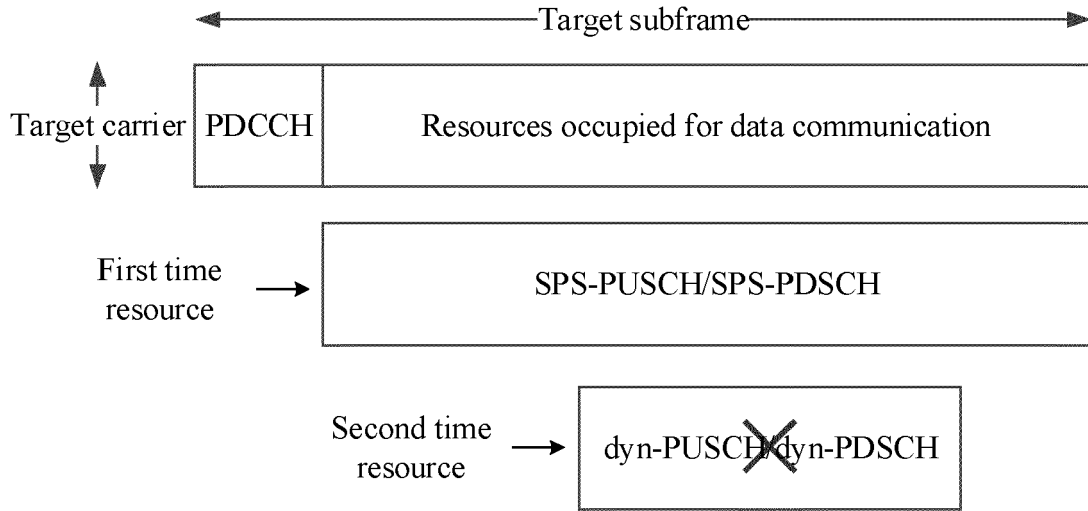 Target subframe
Target carrier
PDCCH
Resources occupied for data communication
First time
resource
SPS-PUSCH/SPS-PDSCH
Second time
resource
dyn-PUSCH/dyn-PDSCH